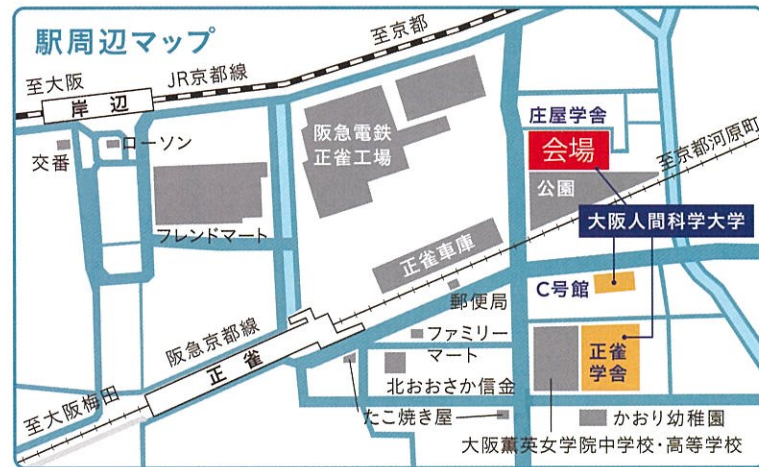 駅周辺マップ
至京都
至大阪
JR京都線
岸辺
交番
ローソン
フレンドマート
阪急電鉄
正雀工場
庄屋学舎
会場
至京都河原町
公園
大阪人間科学大学
正雀車庫
C号館
郵便局
ファミリー
マート
阪急京都線
正雀
北おおさか信金
正雀
学舎
至大阪梅田
たこ焼き屋
かおり幼稚園
大阪薫英女学院中学校・高等学校